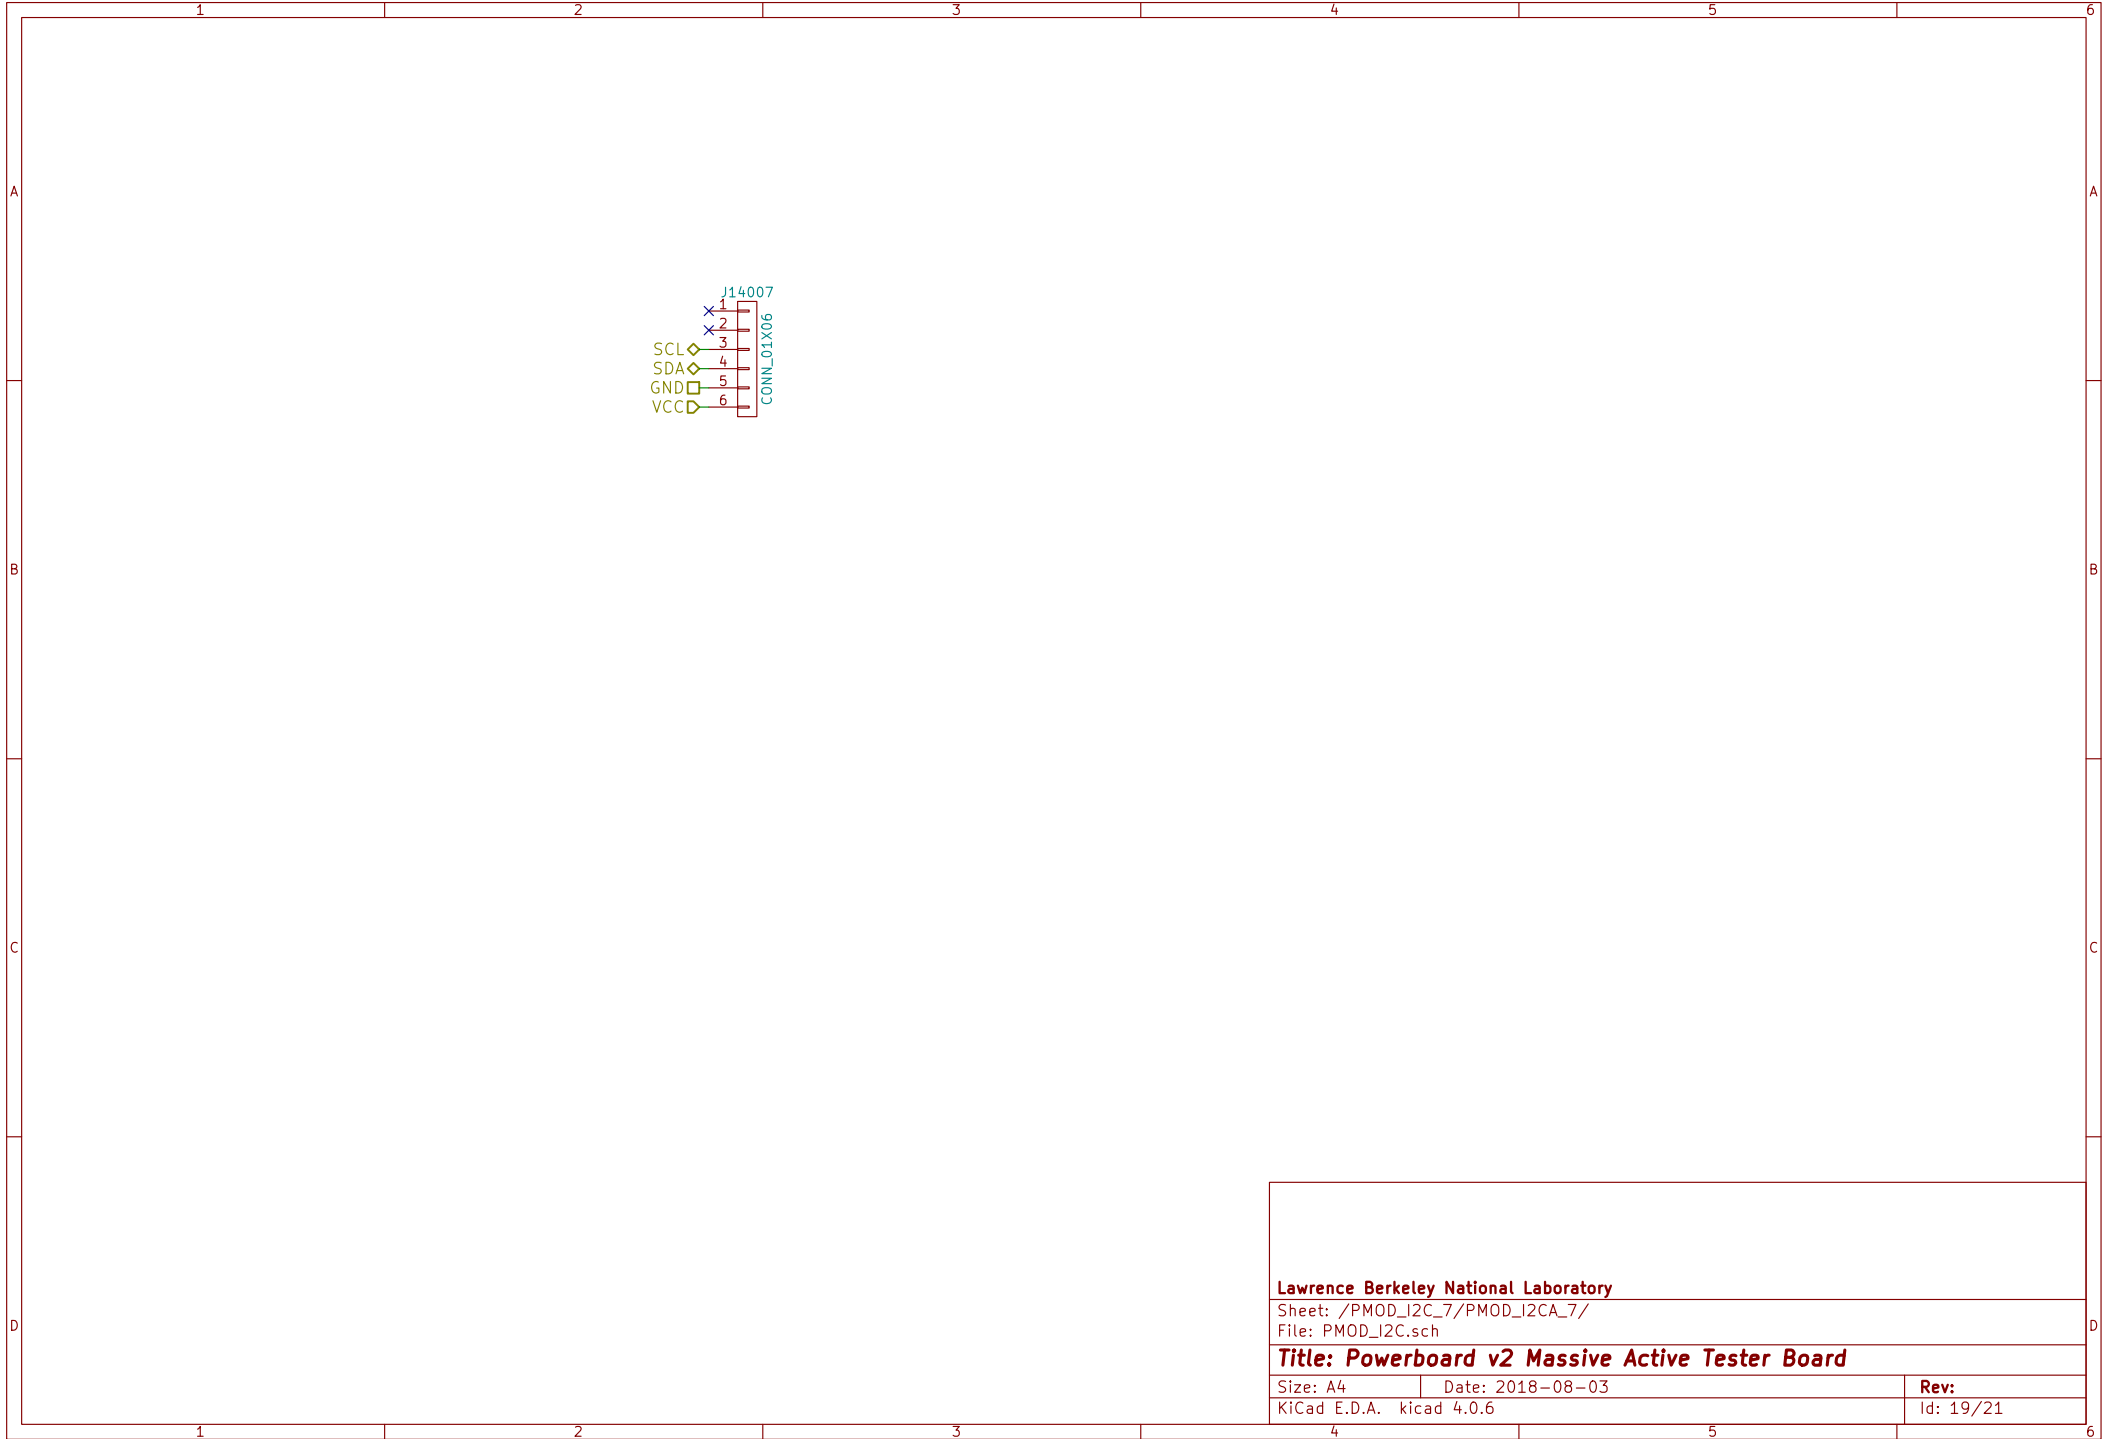 1 2 3 4 5 6
A A
J14007
1
2
SCL 3
SDA 4
GND 5
VCC 6
CONN_01X06
B B
C C
Lawrence Berkeley National Laboratory
Sheet: /PMOD_I2C_7/PMOD_I2CA_7/
D D
File: PMOD_I2C.sch
Title: Powerboard v2 Massive Active Tester Board
Size: A4 Date: 2018-08-03 Rev:
KiCad E.D.A. kicad 4.0.6 Id: 19/21
1 2 3 4 5 6